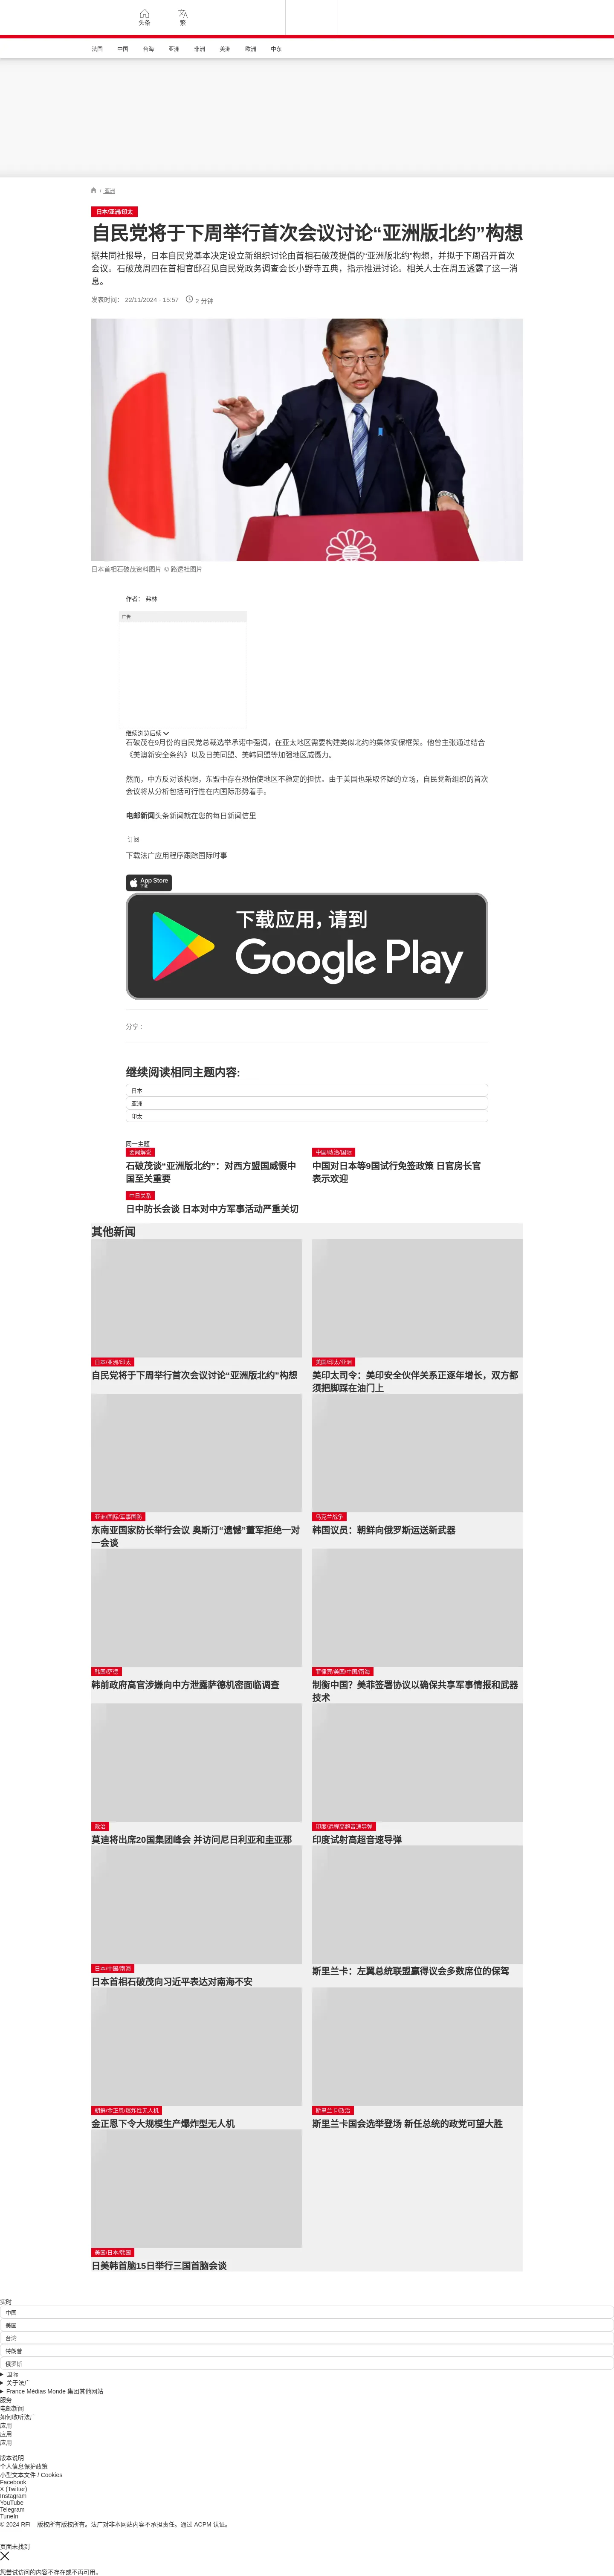 头条
繁
法国
中国
台海
亚洲
非洲
美洲
欧洲
中东
/ 亚洲
日本/亚洲/印太
自民党将于下周举行首次会议讨论“亚洲版北约”构想
据共同社报导，日本自民党基本决定设立新组织讨论由首相石破茂提倡的“亚洲版北约”构想，并拟于下周召开首次
会议。石破茂周四在首相官邸召见自民党政务调查会长小野寺五典，指示推进讨论。相关人士在周五透露了这一消
息。
发表时间： 22/11/2024 - 15:57
2 分钟
日本首相石破茂资料图片 © 路透社图片
作者： 弗林
广告
继续浏览后续
石破茂在9月份的自民党总裁选举承诺中强调，在亚太地区需要构建类似北约的集体安保框架。他曾主张通过结合
《美澳新安全条约》以及日美同盟、美韩同盟等加强地区威慑力。
然而，中方反对该构想，东盟中存在恐怕使地区不稳定的担忧。由于美国也采取怀疑的立场，自民党新组织的首次
会议将从分析包括可行性在内国际形势着手。
电邮新闻头条新闻就在您的每日新闻信里
订阅
下载法广应用程序跟踪国际时事
App Store
下载
下载应用，请到
Google Play
分享 :
继续阅读相同主题内容:
日本
亚洲
印太
同一主题
要闻解说
石破茂谈“亚洲版北约”：对西方盟国威慑中
国至关重要
中国/政治/国际
中国对日本等9国试行免签政策 日官房长官
表示欢迎
中日关系
日中防长会谈 日本对中方军事活动严重关切
其他新闻
日本/亚洲/印太
自民党将于下周举行首次会议讨论“亚洲版北约”构想
美国/印太/亚洲
美印太司令：美印安全伙伴关系正逐年增长，双方都
须把脚踩在油门上
亚洲/国际/军事国防
东南亚国家防长举行会议 奥斯汀“遗憾”董军拒绝一对
一会谈
乌克兰战争
韩国议员：朝鲜向俄罗斯运送新武器
韩国/萨德
韩前政府高官涉嫌向中方泄露萨德机密面临调查
菲律宾/美国/中国/南海
制衡中国？美菲签署协议以确保共享军事情报和武器
技术
政治
莫迪将出席20国集团峰会 并访问尼日利亚和圭亚那
印度/远程高超音速导弹
印度试射高超音速导弹
日本/中国/南海
日本首相石破茂向习近平表达对南海不安
斯里兰卡：左翼总统联盟赢得议会多数席位的保驾
朝鲜/金正恩/爆炸性无人机
金正恩下令大规模生产爆炸型无人机
斯里兰卡/政治
斯里兰卡国会选举登场 新任总统的政党可望大胜
美国/日本/韩国
日美韩首脑15日举行三国首脑会谈
实时
中国
美国
台湾
特朗普
俄罗斯
国际
关于法广
France Médias Monde 集团其他网站
服务
电邮新闻
如何收听法广
应用
应用
应用
版本说明
个人信息保护政策
小型文本文件 / Cookies
Facebook
X (Twitter)
Instagram
YouTube
Telegram
TuneIn
© 2024 RFI – 版权所有版权所有。法广对非本网站内容不承担责任。通过 ACPM 认证。
页面未找到
您尝试访问的内容不存在或不再可用。